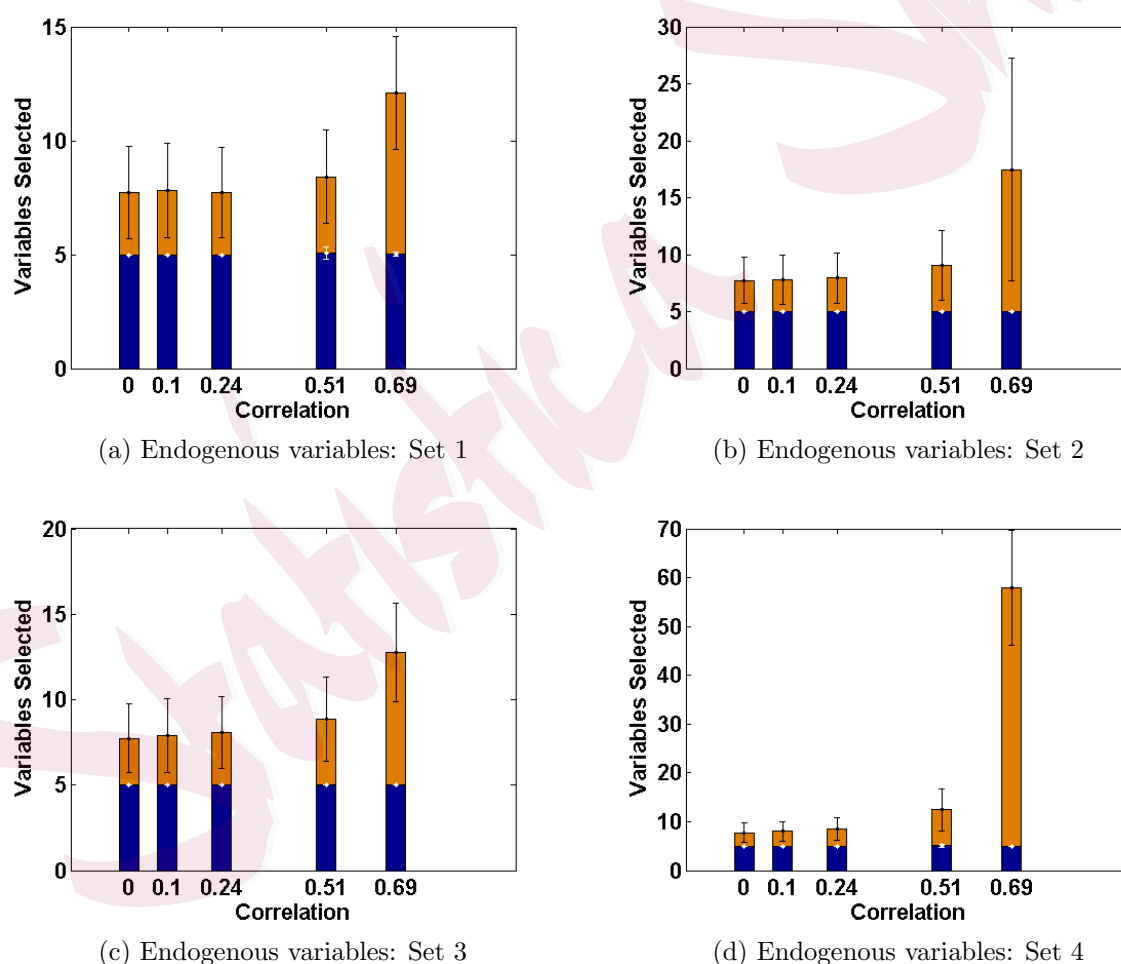 15
10
5
0
Variables Selected
0 0.1 0.24 0.51 0.69
Correlation
(a) Endogenous variables: Set 1
30
25
20
15
10
5
0
Variables Selected
0 0.1 0.24 0.51 0.69
Correlation
(b) Endogenous variables: Set 2
20
15
10
5
0
Variables Selected
0 0.1 0.24 0.51 0.69
Correlation
(c) Endogenous variables: Set 3
70
60
50
40
30
20
10
0
Variables Selected
0 0.1 0.24 0.51 0.69
Correlation
(d) Endogenous variables: Set 4
Statistica